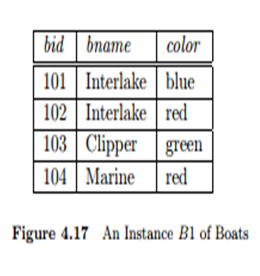 bid bname color
101 Interlake blue
102 Interlake red
103 Clipper green
104 Marine red
Figure 4.17 An Instance B1 of Boats